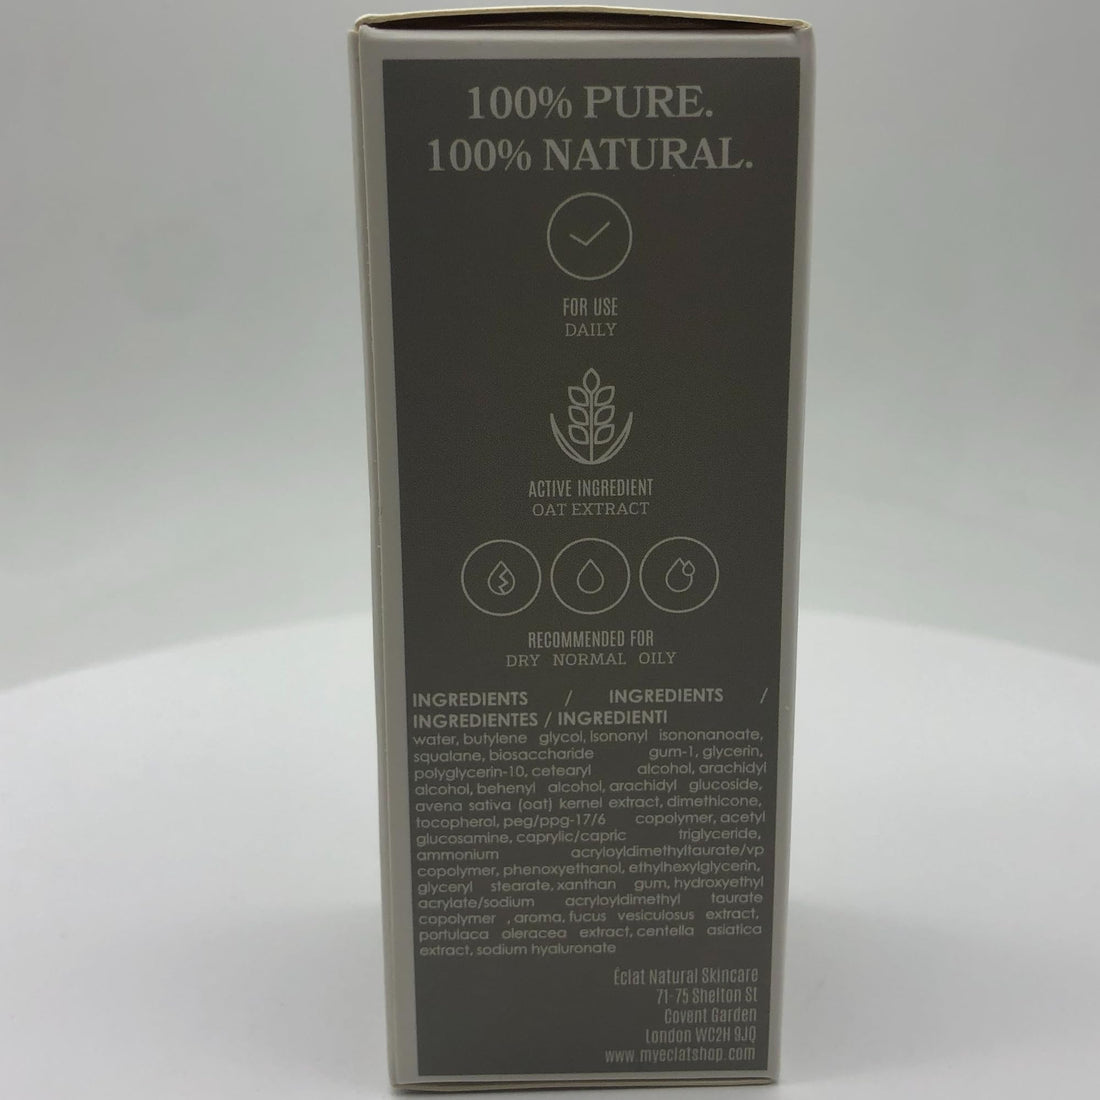 100% PURE.
100% NATURAL.
FOR USE
DAILY
ACTIVE INGREDIENT
OAT EXTRACT
RECOMMENDED FOR
DRY NORMAL OILY
INGREDIENTS / INGREDIENTS /
INGREDIENTES / INGREDIENTI
water, butylene glycol, isononyl isononanoate,
squalane, biosaccharide gum-1, glycerin,
polyglycerin-10, cetearyl alcohol, arachidyl
alcohol, behenyl alcohol, arachidyl glucoside,
avena sativa (oat) kernel extract, dimethicone,
tocopherol, peg/ppg-17/6 copolymer, acetyl
glucosamine, caprylic/capric triglyceride,
ammonium acryloyldimethyltaurate/vp
copolymer, phenoxyethanol, ethylhexylglycerin,
glyceryl stearate, xanthan gum, hydroxyethyl
acrylate/sodium acryloyldimethyl taurate
copolymer , aroma, fucus vesiculosus extract,
portulaca oleracea extract, centella asiatica
extract, sodium hyaluronate
Éclat Natural Skincare
71-75 Shelton St
Covent Garden
London WC2H 9JQ
www.myeclatshop.com